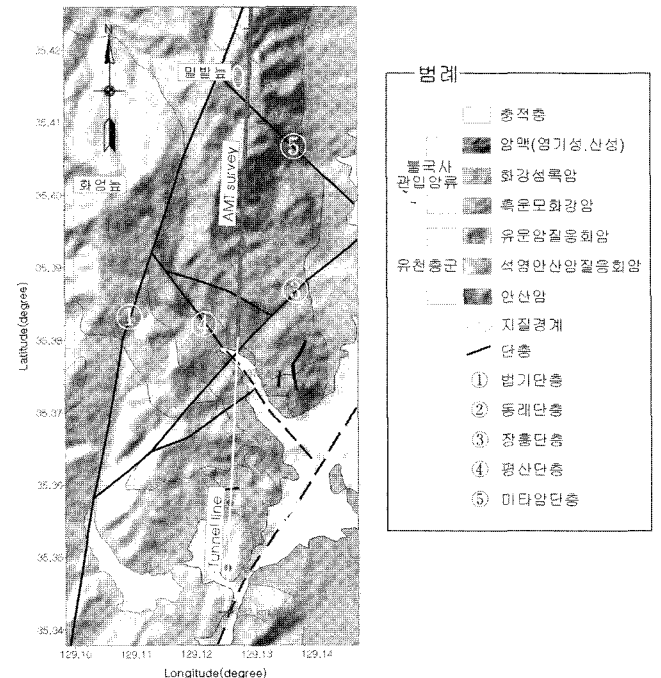 N
밀밭늪
⑤
화엄늪
AMT survey
①
Tunnel line
35.42
35.41
35.40
35.39
35.38
35.37
35.36
35.35
35.34
Latitude(degree)
129.10 129.11 129.12 129.13 129.14
Longitude(degree)
범례
충적층
암맥(염기성,산성)
불국사
관입암류
화강섬록암
흑운모화강암
유문암질응회암
유천층군
석영안산암질응회암
안산암
지질경계
단층
① 법기단층
② 동래단층
③ 장흥단층
④ 평산단층
⑤ 미타암단층